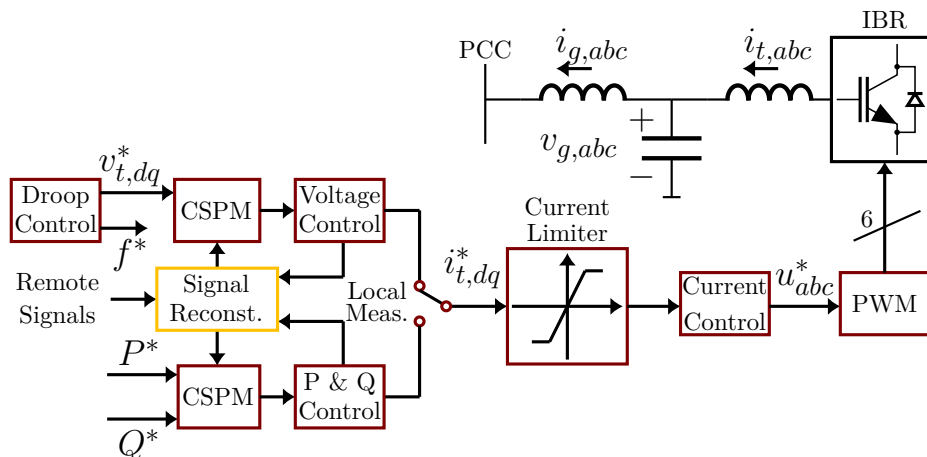 IBR
PCC
i_{g,abc}
i_{t,abc}
+
v_{g,abc}
−
Droop
Control
v^*_{t,dq}
f^*
CSPM
Voltage
Control
Remote
Signals
Signal
Reconst.
Local
Meas.
i^*_{t,dq}
Current
Limiter
Current
Control
u^*_{abc}
PWM
6
P^*
Q^*
CSPM
P & Q
Control